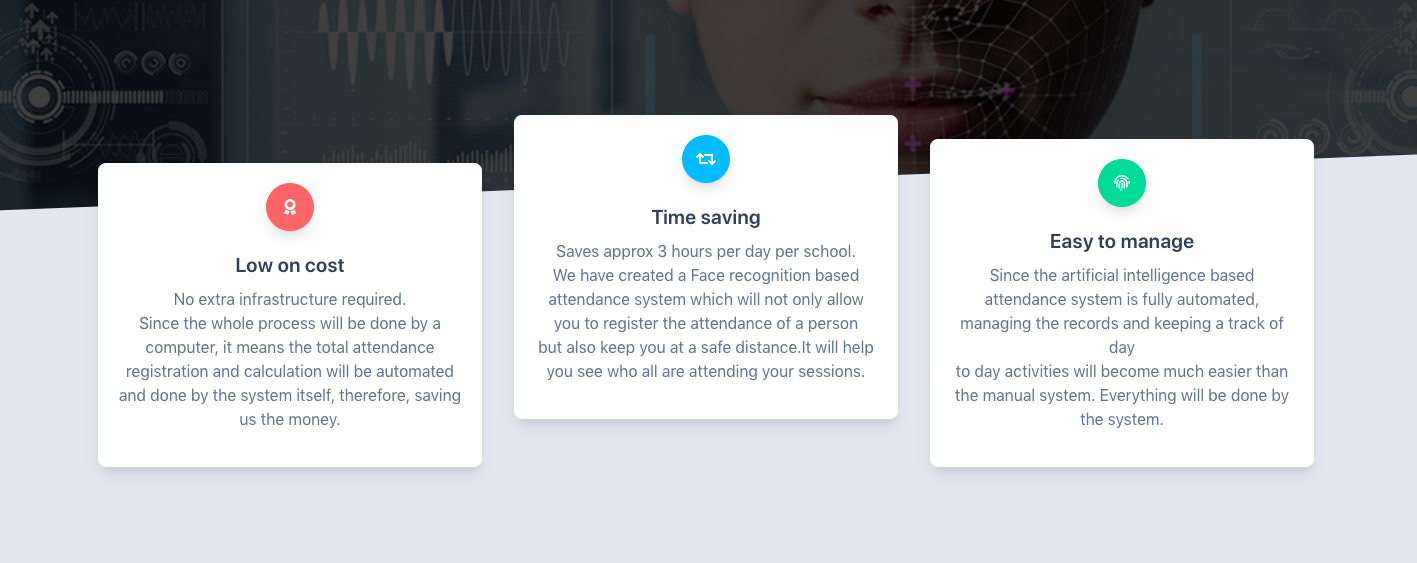 Low on cost
No extra infrastructure required.
Since the whole process will be done by a
computer, it means the total attendance
registration and calculation will be automated
and done by the system itself, therefore, saving
us the money.
Time saving
Saves approx 3 hours per day per school.
We have created a Face recognition based
attendance system which will not only allow
you to register the attendance of a person
but also keep you at a safe distance.It will help
you see who all are attending your sessions.
Easy to manage
Since the artificial intelligence based
attendance system is fully automated,
managing the records and keeping a track of
day
to day activities will become much easier than
the manual system. Everything will be done by
the system.